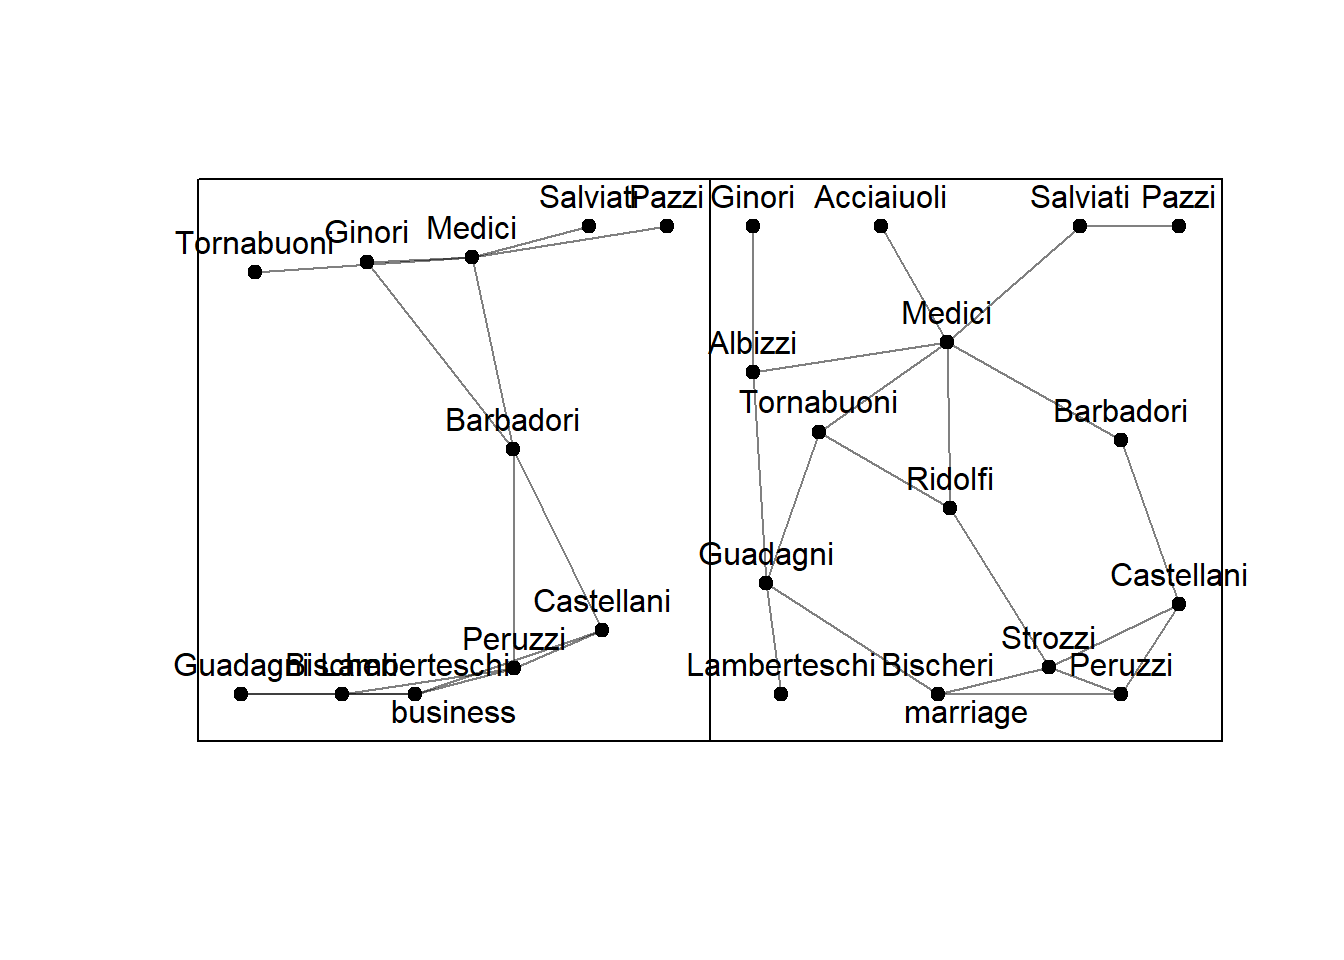 Salviati
Pazzi
Ginori
Medici
Tornabuoni
Barbadori
Castellani
Peruzzi
Guadagni
Bischeri
Lamberteschi
business
Ginori
Acciaiuoli
Salviati
Pazzi
Medici
Albizzi
Tornabuoni
Barbadori
Ridolfi
Guadagni
Castellani
Strozzi
Lamberteschi
Bischeri
Peruzzi
marriage